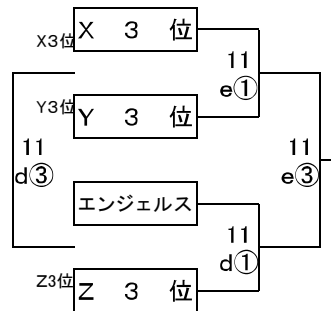 X3位 X 3 位
11
e①
Y3位 Y 3 位
11
d③
11
e③
エンジェルス
11
d①
Z3位 Z 3 位